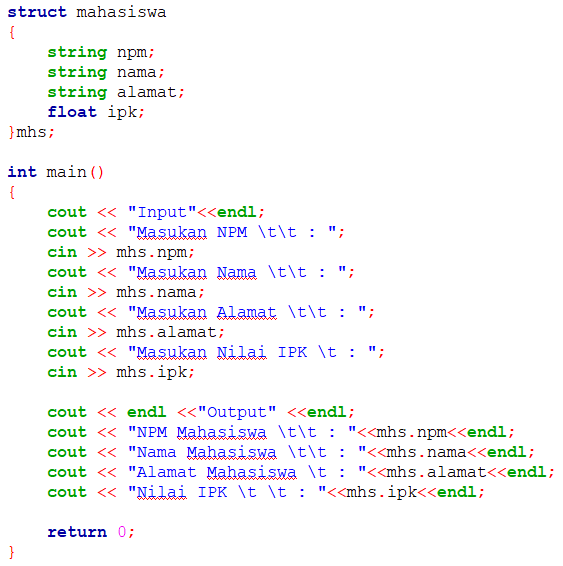 struct mahasiswa
{
    string npm;
    string nama;
    string alamat;
    float ipk;
}mhs;

int main()
{
    cout << "Input"<<endl;
    cout << "Masukan NPM \t\t : ";
    cin >> mhs.npm;
    cout << "Masukan Nama \t\t : ";
    cin >> mhs.nama;
    cout << "Masukan Alamat \t\t : ";
    cin >> mhs.alamat;
    cout << "Masukan Nilai IPK \t : ";
    cin >> mhs.ipk;

    cout << endl <<"Output" <<endl;
    cout << "NPM Mahasiswa \t\t : "<<mhs.npm<<endl;
    cout << "Nama Mahasiswa \t\t : "<<mhs.nama<<endl;
    cout << "Alamat Mahasiswa \t : "<<mhs.alamat<<endl;
    cout << "Nilai IPK \t \t : "<<mhs.ipk<<endl;

    return 0;
}